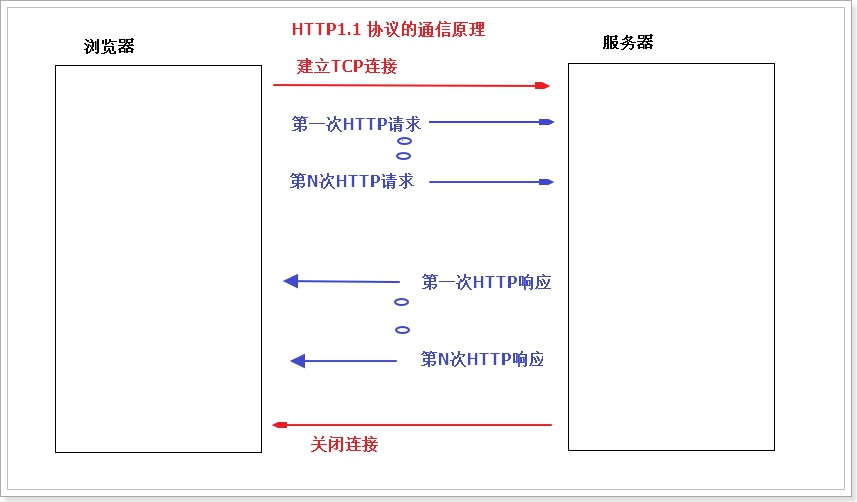 HTTP1.1 协议的通信原理
浏览器
服务器
建立TCP连接
第一次HTTP请求
第N次HTTP请求
第一次HTTP响应
第N次HTTP响应
关闭连接